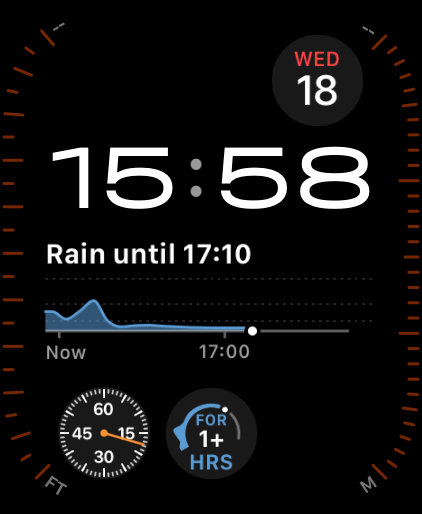 --
--
WED
18
15:58
Rain until 17:10
Now
17:00
60
45
15
30
FOR
1+
HRS
FT
M